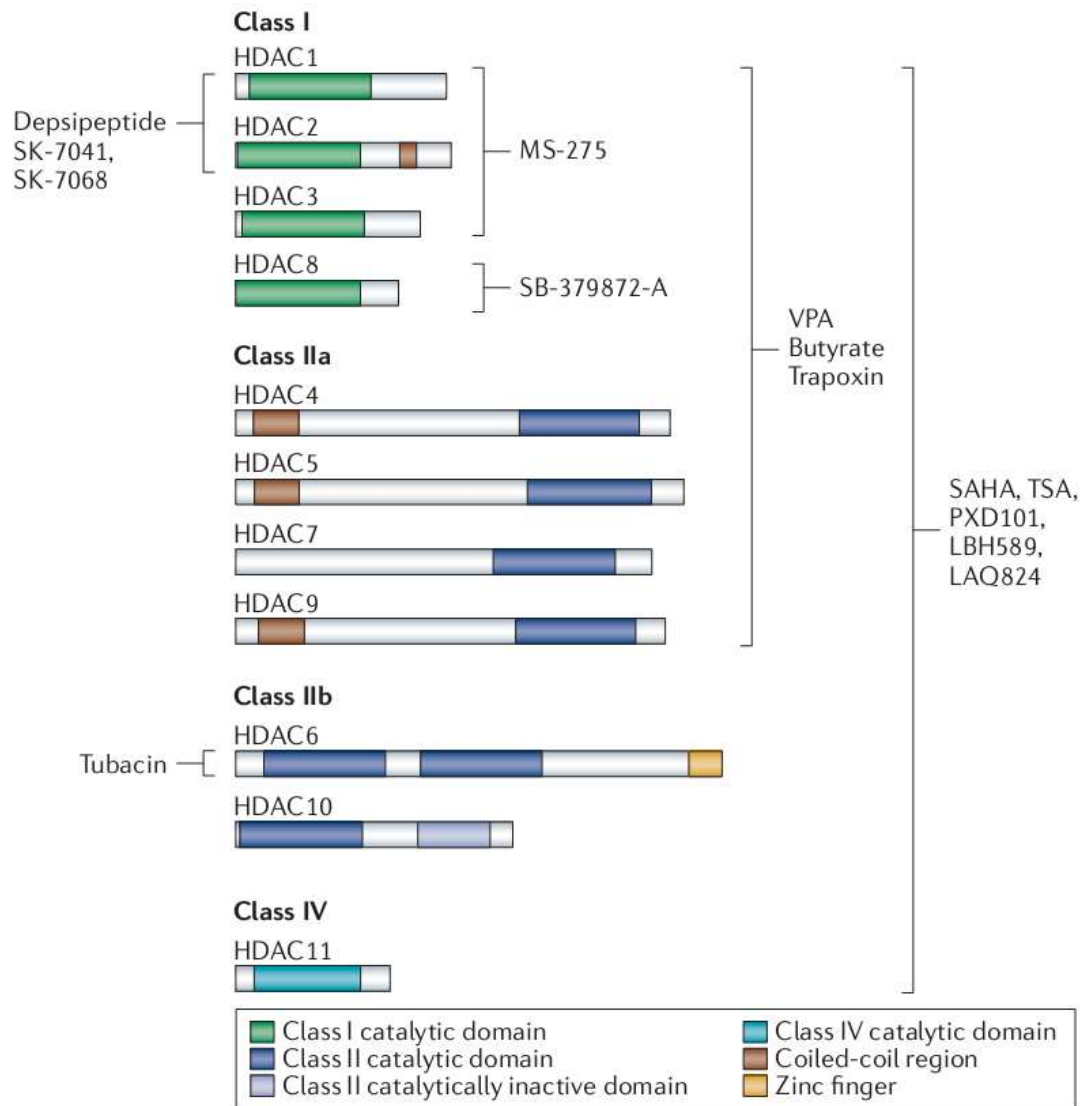 Class I
HDAC1
Depsipeptide
SK-7041,
SK-7068
HDAC2
MS-275
HDAC3
HDAC8
SB-379872-A
VPA
Butyrate
Trapoxin
Class IIa
HDAC4
HDAC5
SAHA, TSA,
PXD101,
LBH589,
LAQ824
HDAC7
HDAC9
Class IIb
HDAC6
Tubacin
HDAC10
Class IV
HDAC11
Class I catalytic domain
Class II catalytic domain
Class II catalytically inactive domain
Class IV catalytic domain
Coiled-coil region
Zinc finger